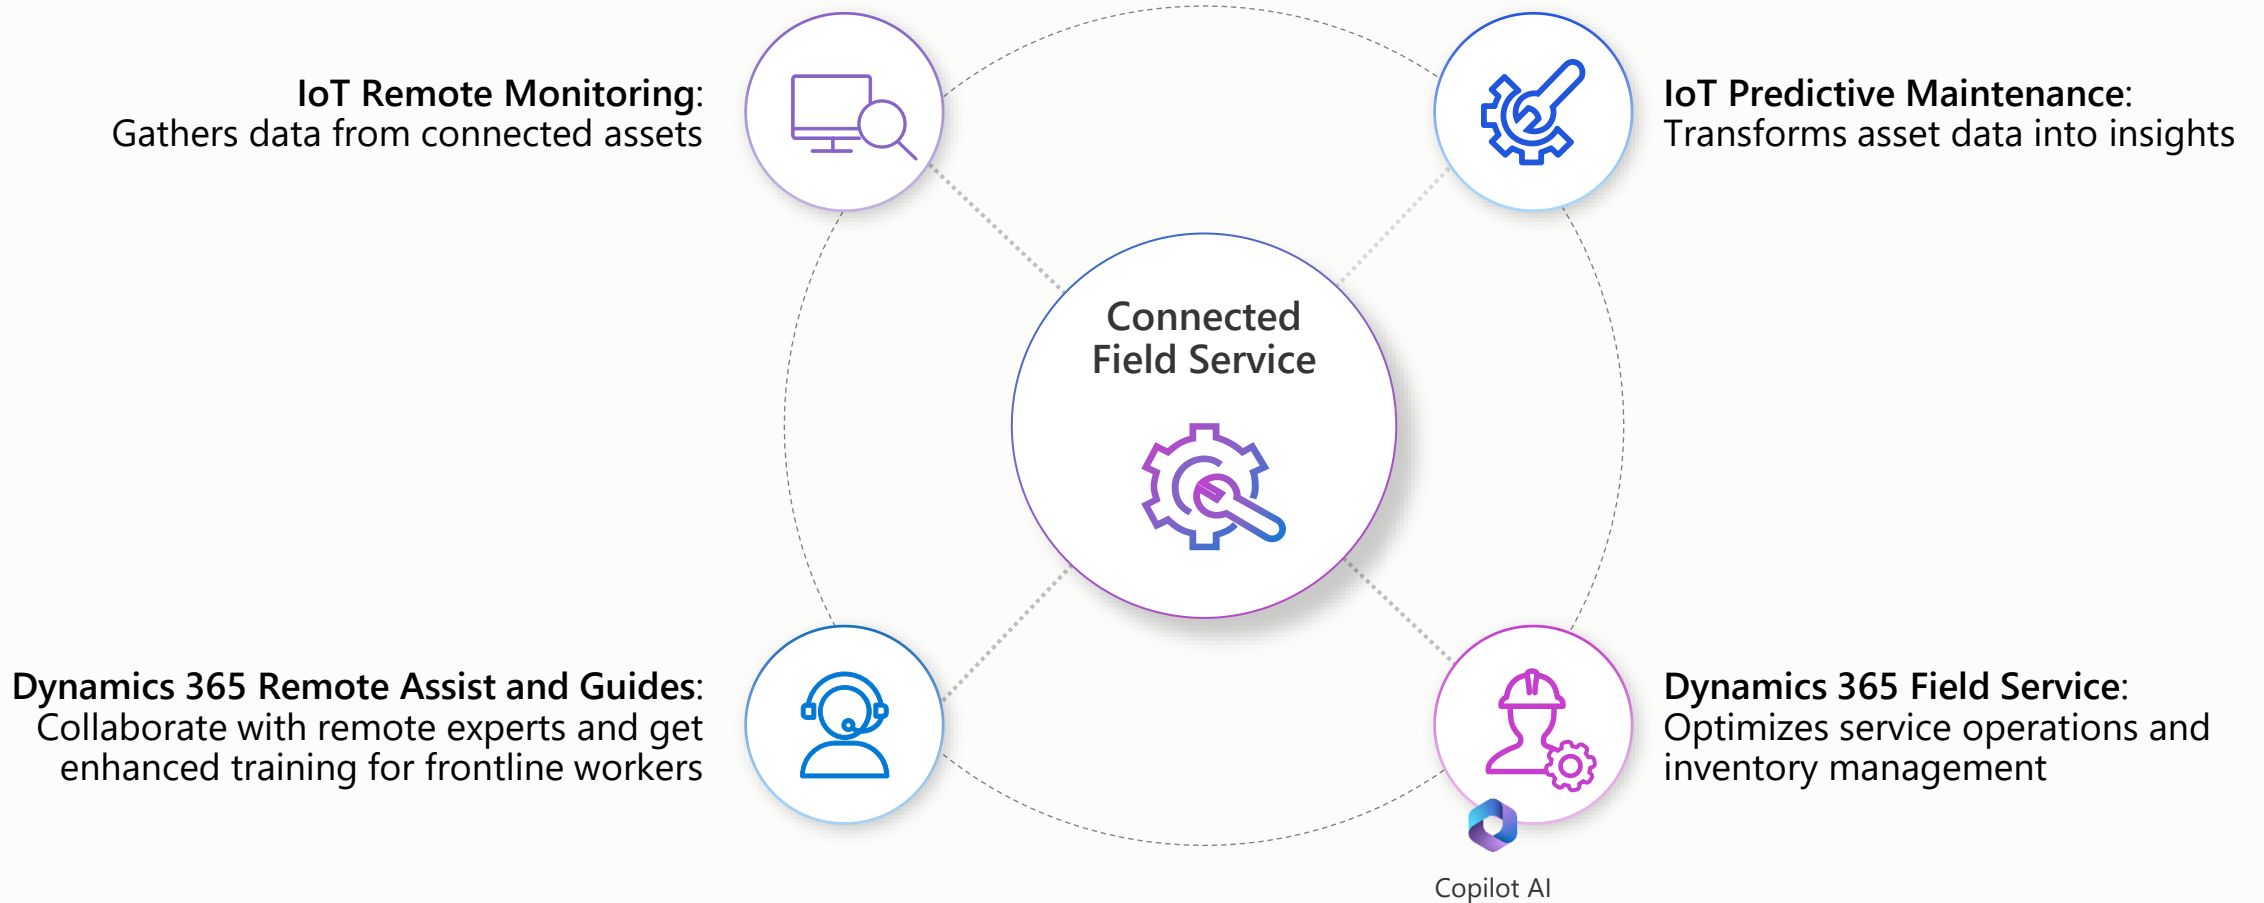 IoT Remote Monitoring:
Gathers data from connected assets
IoT Predictive Maintenance:
Transforms asset data into insights
Connected
Field Service
Dynamics 365 Remote Assist and Guides:
Collaborate with remote experts and get
enhanced training for frontline workers
Dynamics 365 Field Service:
Optimizes service operations and
inventory management
Copilot AI